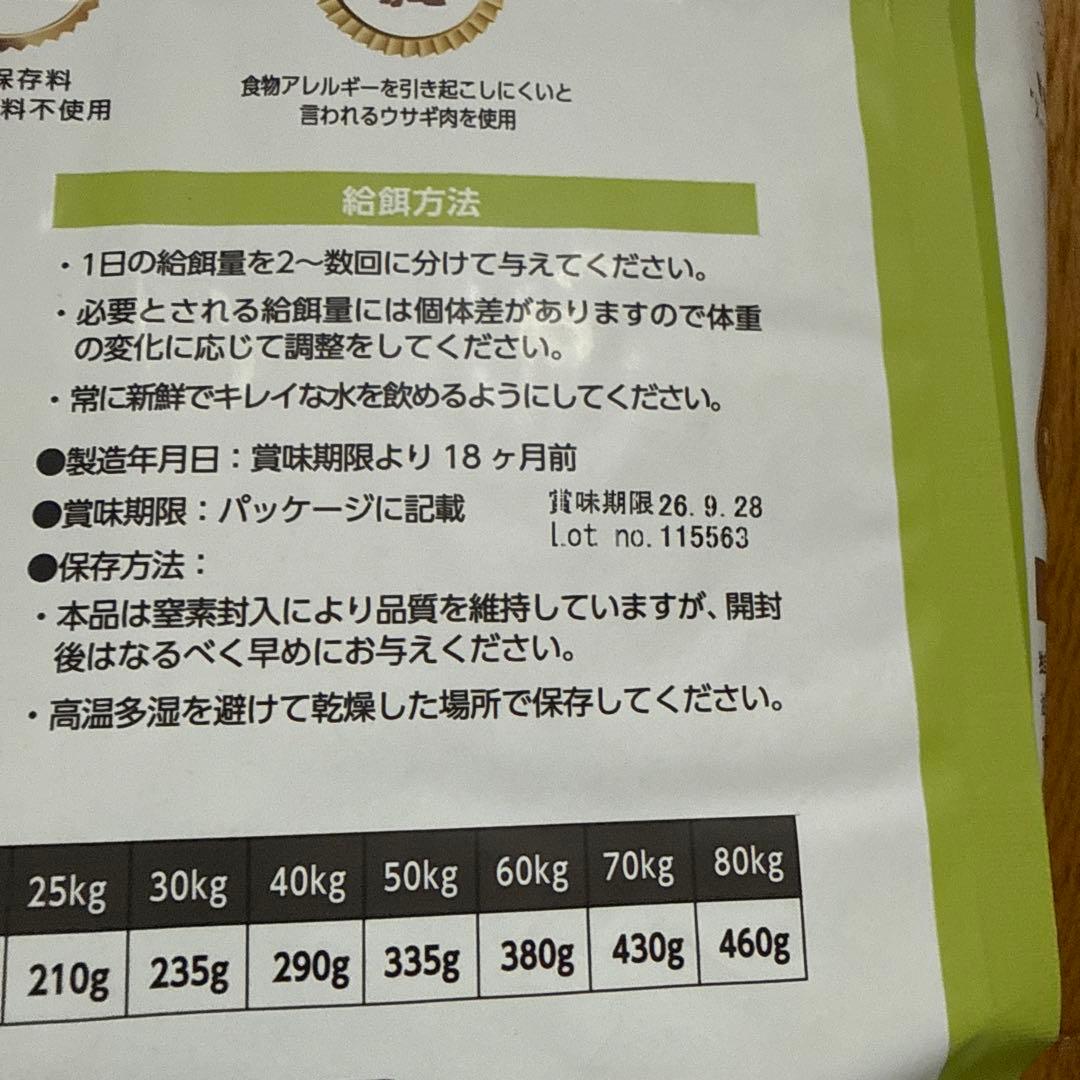 保存料
料不使用
食物アレルギーを引き起こしにくいと
言われるウサギ肉を使用
給餌方法
・1日の給餌量を2〜数回に分けて与えてください。
・必要とされる給餌量には個体差がありますので体重
の変化に応じて調整をしてください。
・常に新鮮でキレイな水を飲めるようにしてください。
●製造年月日：賞味期限より 18 ヶ月前
●賞味期限：パッケージに記載
賞味期限26. 9. 28
Lot no. 115563
●保存方法：
・本品は窒素封入により品質を維持していますが、開封
後はなるべく早めにお与えください。
・高温多湿を避けて乾燥した場所で保存してください。
25kg 30kg 40kg 50kg 60kg 70kg 80kg
210g 235g 290g 335g 380g 430g 460g